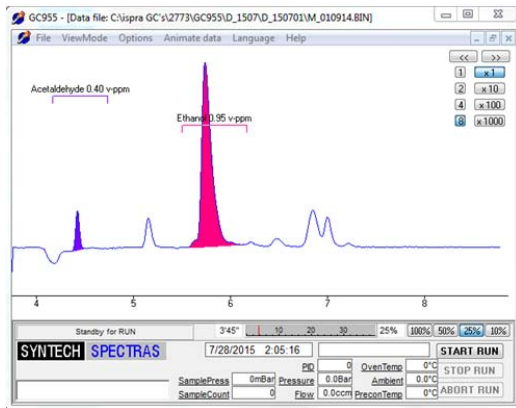 GC955 - [Data file: C:\ispra GC's\2773\GC955\D_1507\D_150701\M_010914.BIN]
File ViewMode Options Animate data Language Help
<< >>
1 x 1
2 x 10
4 x 100
8 x 1000
Acetaldehyde 0.40 v-ppm
Ethanol 0.95 v-ppm
4 5 6 7 8
Standby for RUN 3'45" 10 20 30 25% 100% 50% 25% 10%
SYNTECH SPECTRAS 7/28/2015 2:05:16 START RUN
PID 0 OvenTemp 0°C STOP RUN
SamplePress 0mBar Pressure 0.0Bar Ambient 0.0°C ABORT RUN
SampleCount 0 Flow 0.0ccm PreconTemp 0°C